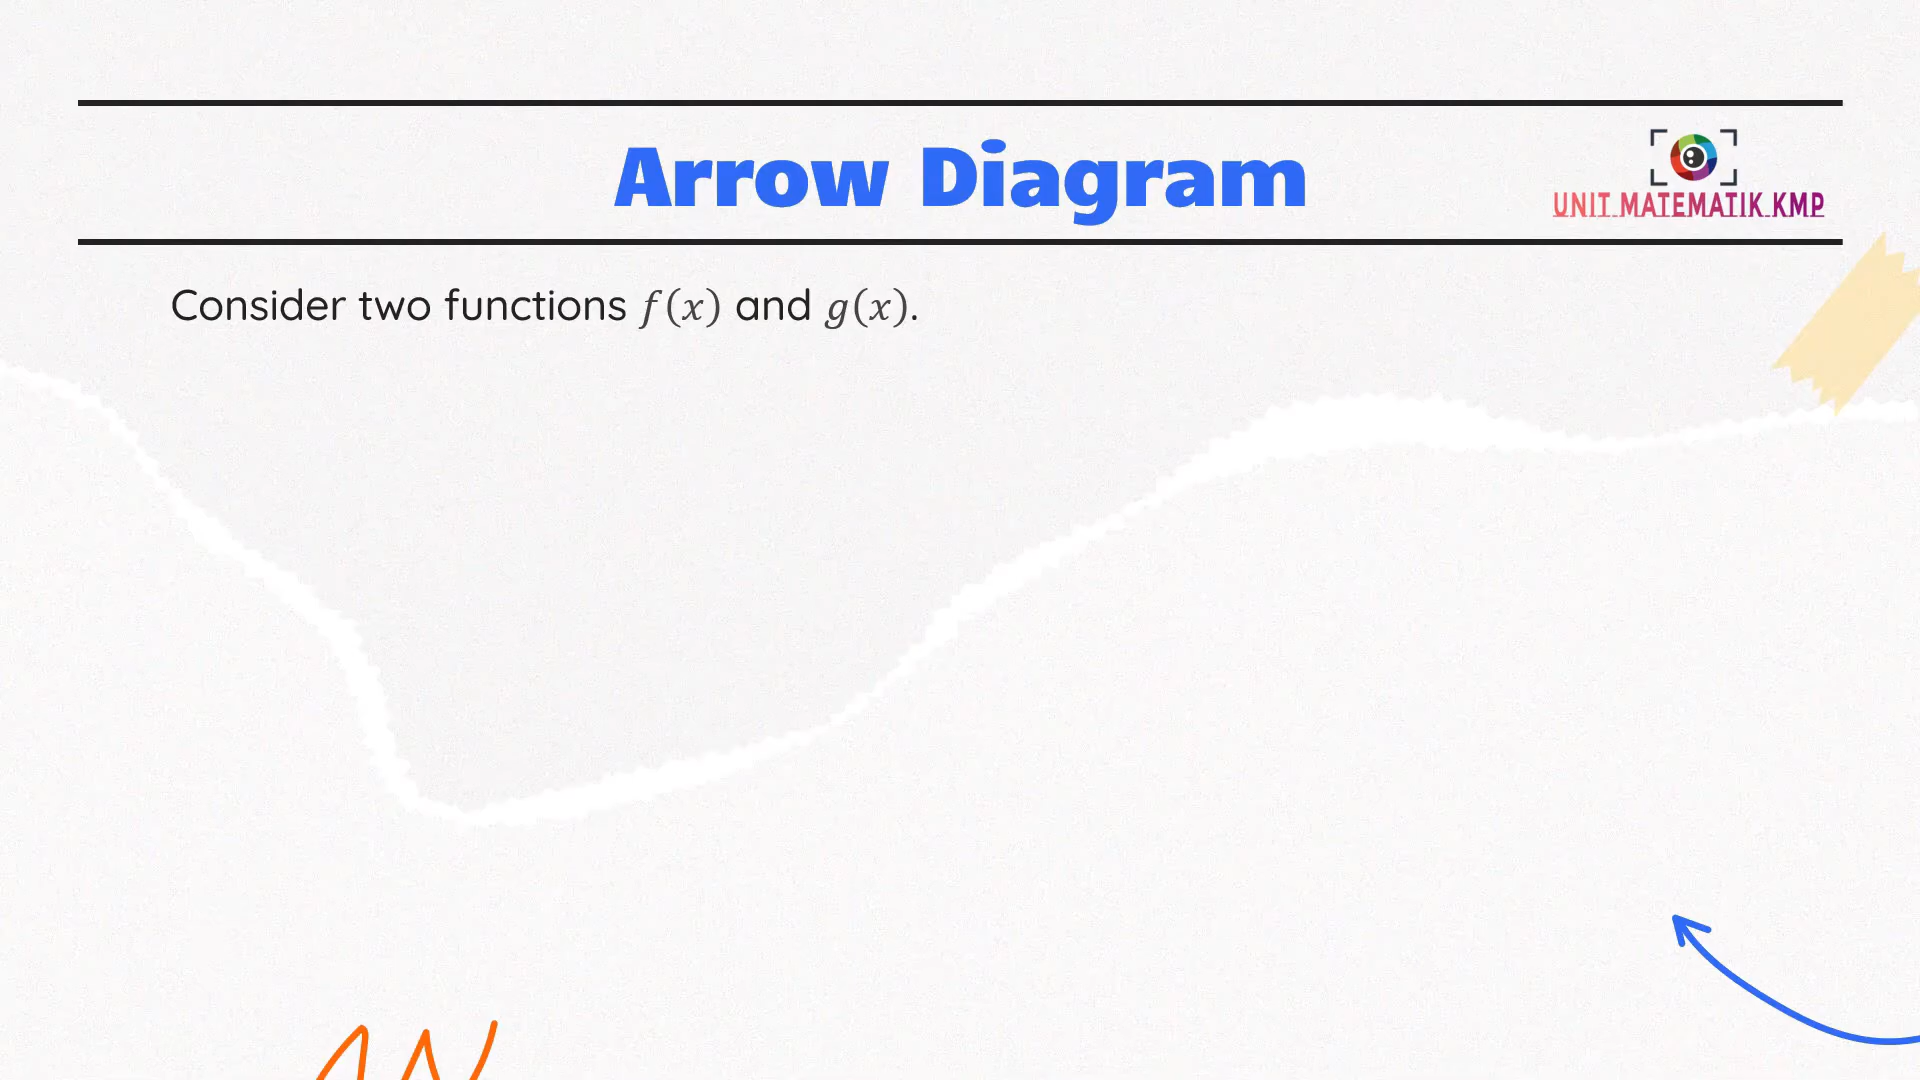 Arrow Diagram
UNIT MATEMATIK KMP
Consider two functions f(x) and g(x).